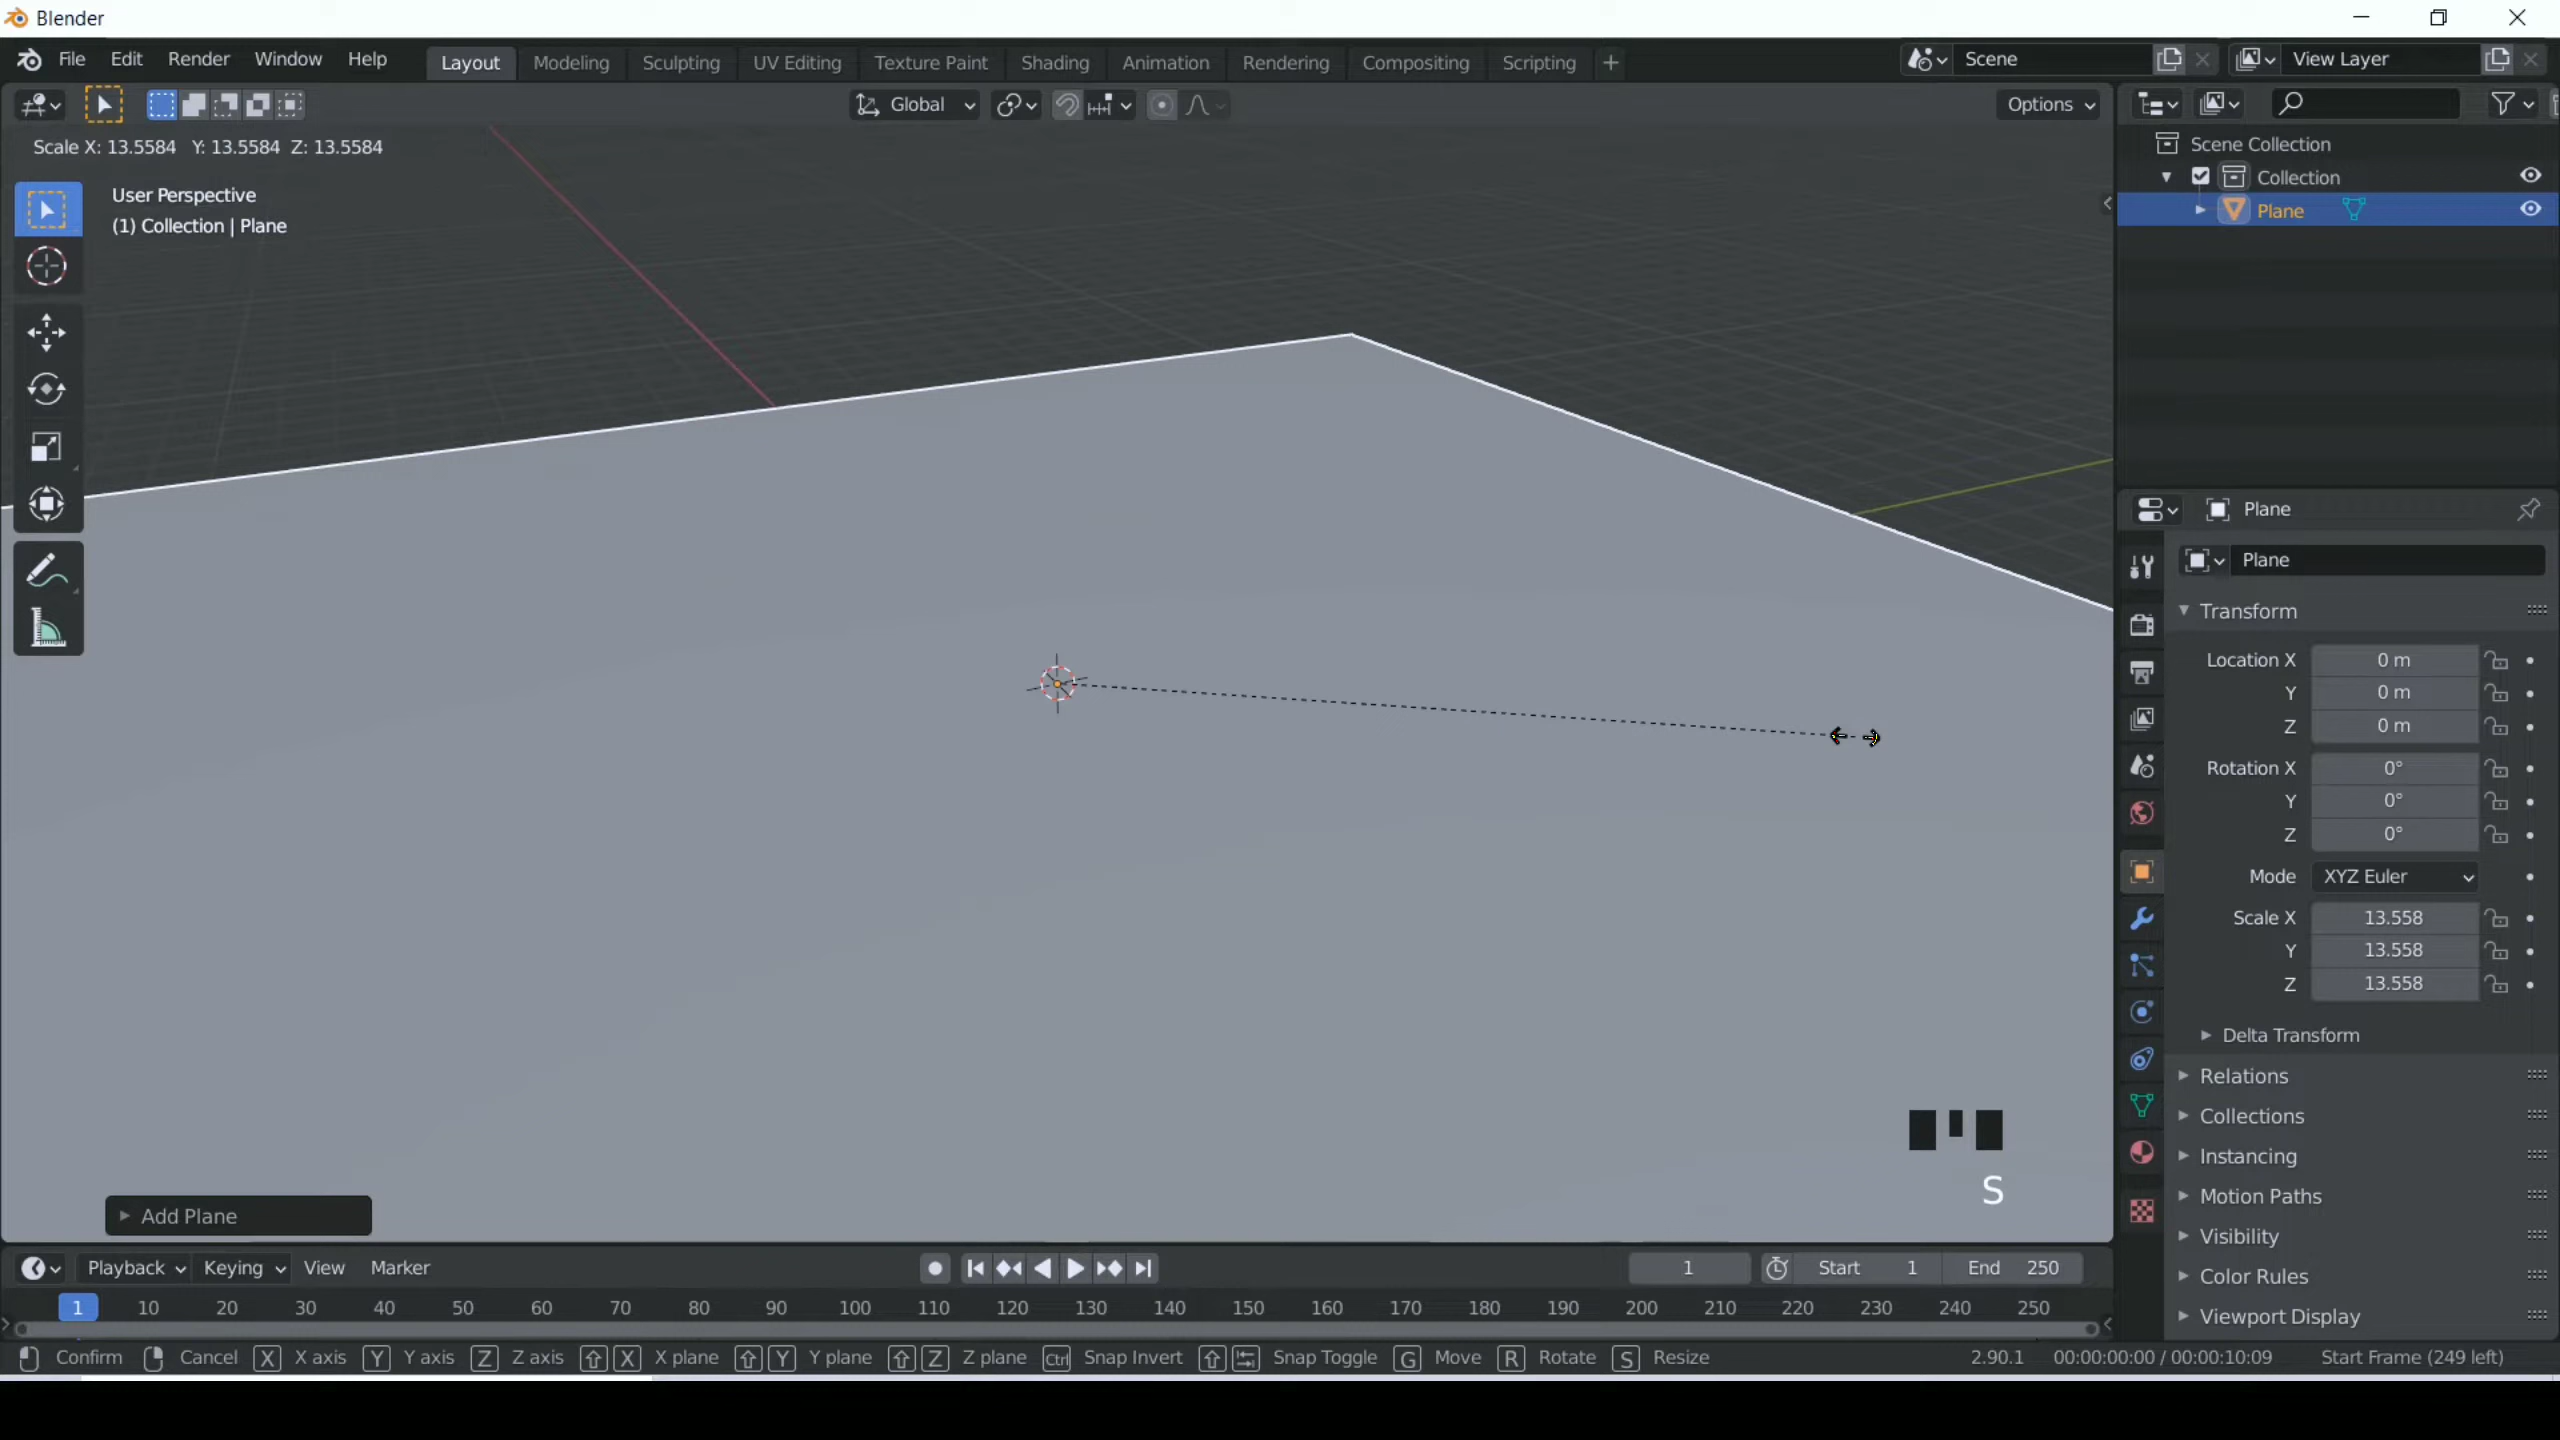 Blender
File Edit Render Window Help Layout Modeling Sculpting UV Editing Texture Paint Shading Animation Rendering Compositing Scripting + Scene View Layer
Global Options
Scale X: 13.5584 Y: 13.5584 Z: 13.5584
User Perspective
(1) Collection | Plane
Scene Collection
Collection
Plane
Plane
Plane
Transform
Location X 0 m
Y 0 m
Z 0 m
Rotation X 0°
Y 0°
Z 0°
Mode XYZ Euler
Scale X 13.558
Y 13.558
Z 13.558
Delta Transform
Relations
Collections
Instancing
Motion Paths
Visibility
Color Rules
Viewport Display
S
Add Plane
Playback Keying View Marker 1 Start 1 End 250
1 10 20 30 40 50 60 70 80 90 100 110 120 130 140 150 160 170 180 190 200 210 220 230 240 250
Confirm Cancel X X axis Y Y axis Z Z axis X X plane Y Y plane Z Z plane Ctrl Snap Invert Snap Toggle G Move R Rotate S Resize 2.90.1 00:00:00:00 / 00:00:10:09 Start Frame (249 left)